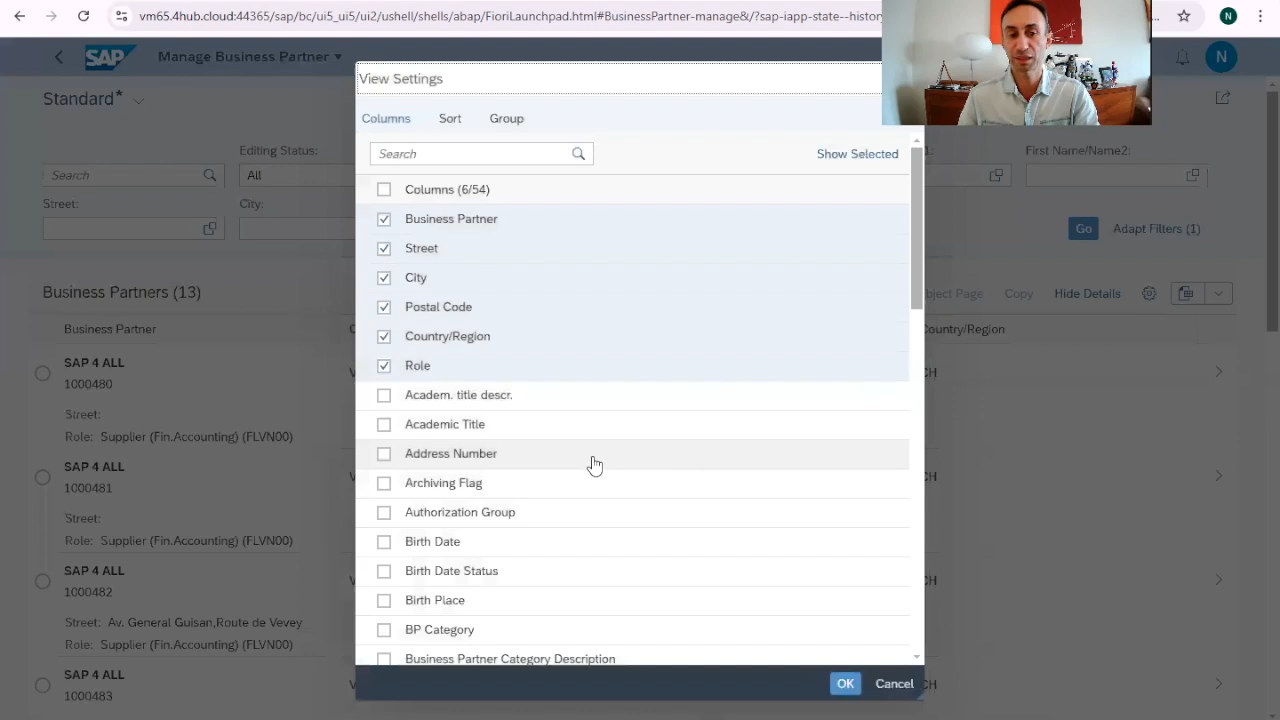 vm65.4hub.cloud:44365/sap/bc/ui5_ui5/ui2/ushell/shells/abap/FioriLaunchpad.html#BusinessPartner-manage&/?sap-iapp-state--history
N
SAP Manage Business Partner N
Standard*
View Settings
Columns Sort Group
Search Show Selected
Editing Status: 1: First Name/Name2:
Search All
Street: City:
Go Adapt Filters (1)
Columns (6/54)
Business Partner
Street
City
Postal Code
Country/Region
Role
Academ. title descr.
Academic Title
Address Number
Archiving Flag
Authorization Group
Birth Date
Birth Date Status
Birth Place
BP Category
Business Partner Category Description
OK Cancel
Business Partners (13) bject Page Copy Hide Details
Business Partner Country/Region
SAP 4 ALL
1000480 CH
Street:
Role: Supplier (Fin.Accounting) (FLVN00)
SAP 4 ALL
1000481 CH
Street:
Role: Supplier (Fin.Accounting) (FLVN00)
SAP 4 ALL
1000482 CH
Street: Av. General Guisan,Route de Vevey
Role: Supplier (Fin.Accounting) (FLVN00)
SAP 4 ALL
1000483 CH